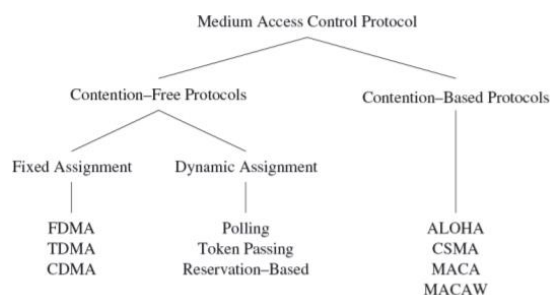 Medium Access Control Protocol
Contention–Free Protocols
Contention–Based Protocols
Fixed Assignment
Dynamic Assignment
FDMA
TDMA
CDMA
Polling
Token Passing
Reservation–Based
ALOHA
CSMA
MACA
MACAW